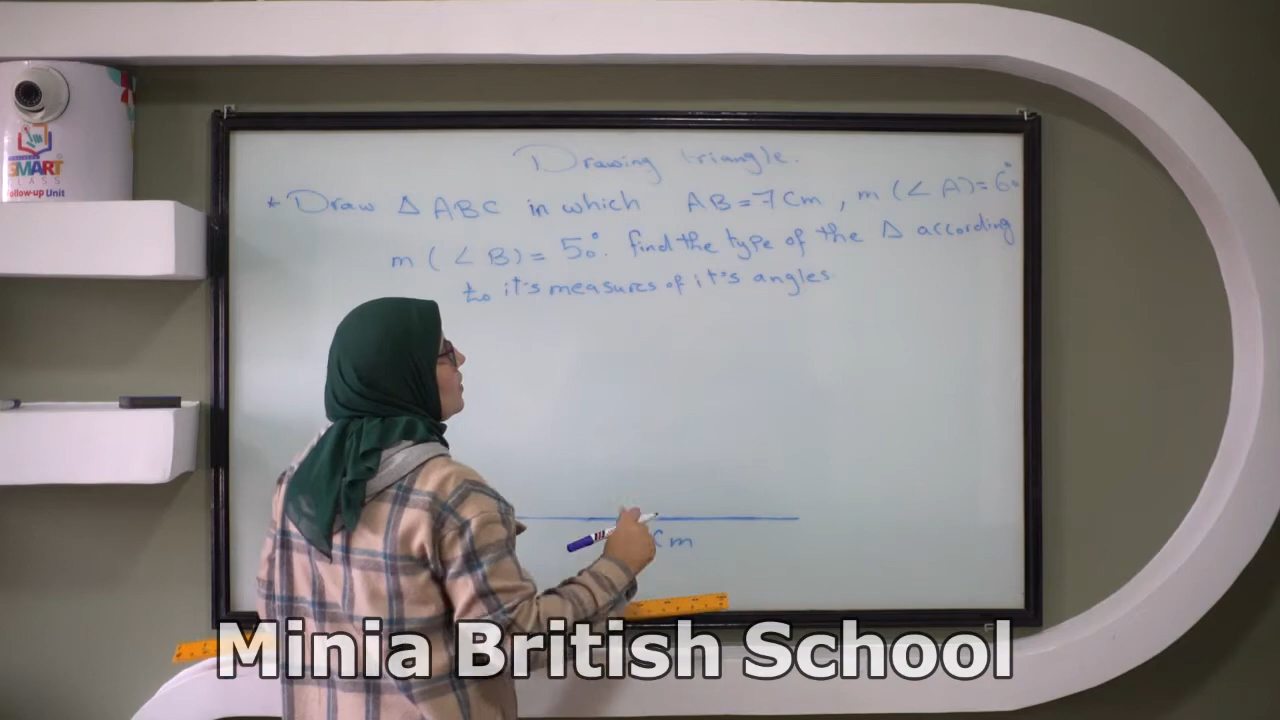 Drawing triangle.
* Draw Δ ABC in which AB = 7 Cm , m (∠ A) = 60°
m ( ∠ B) = 50°. find the type of the Δ according
to it's measures of it's angles.
Cm
SMART
CLASS
Follow-up Unit
Minia British School